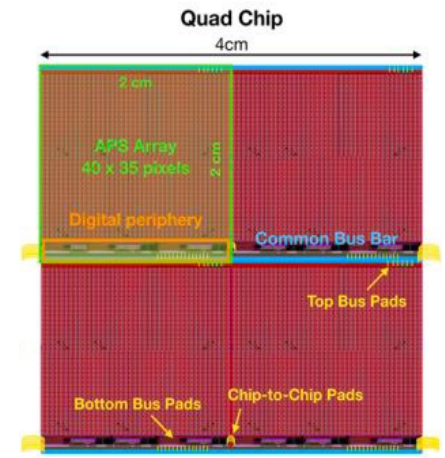 Quad Chip
4cm
2 cm
APS Array
40 x 35 pixels
2 cm
Digital periphery
Common Bus Bar
Top Bus Pads
Bottom Bus Pads
Chip-to-Chip Pads